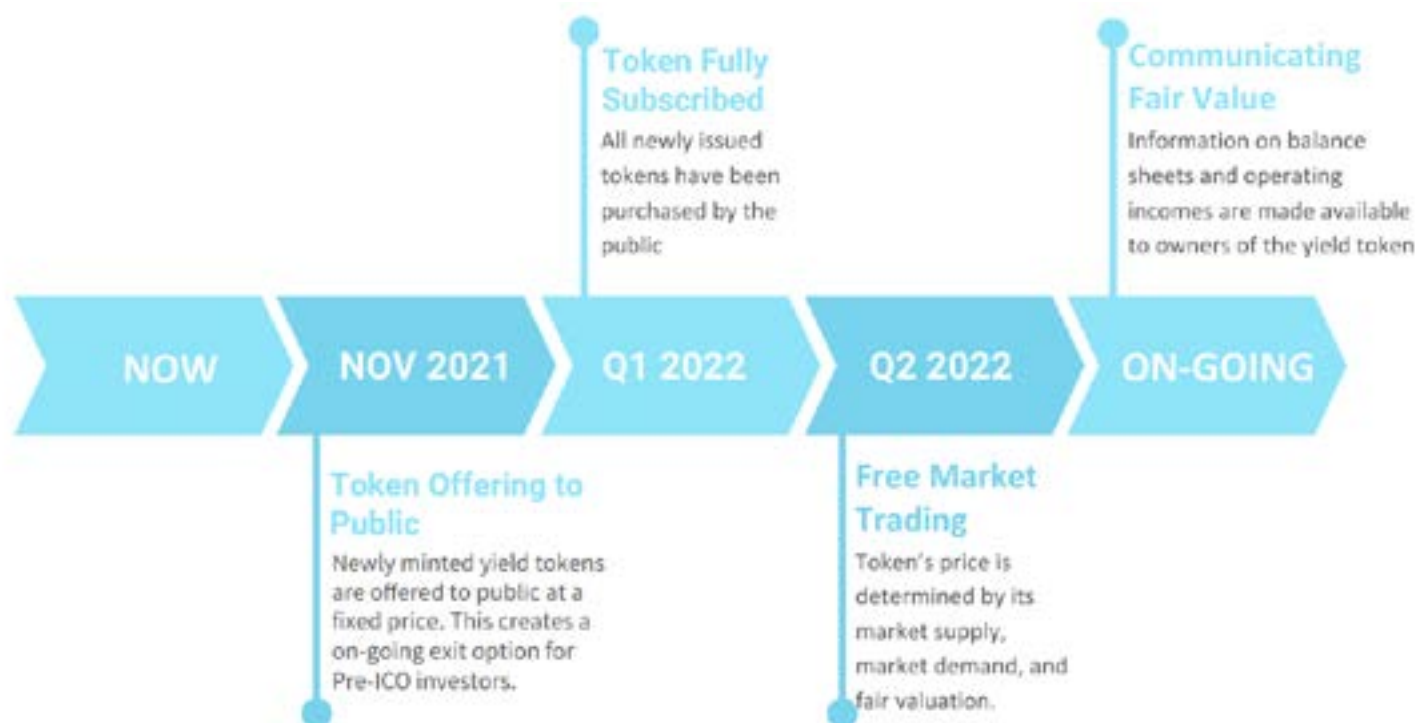 Token Fully
Subscribed
All newly issued
tokens have been
purchased by the
public
Communicating
Fair Value
Information on balance
sheets and operating
incomes are made available
to owners of the yield token
NOW
NOV 2021
Q1 2022
Q2 2022
ON-GOING
Token Offering to
Public
Newly minted yield tokens
are offered to public at a
fixed price. This creates a
on-going exit option for
Pre-ICO investors.
Free Market
Trading
Token's price is
determined by its
market supply,
market demand, and
fair valuation.